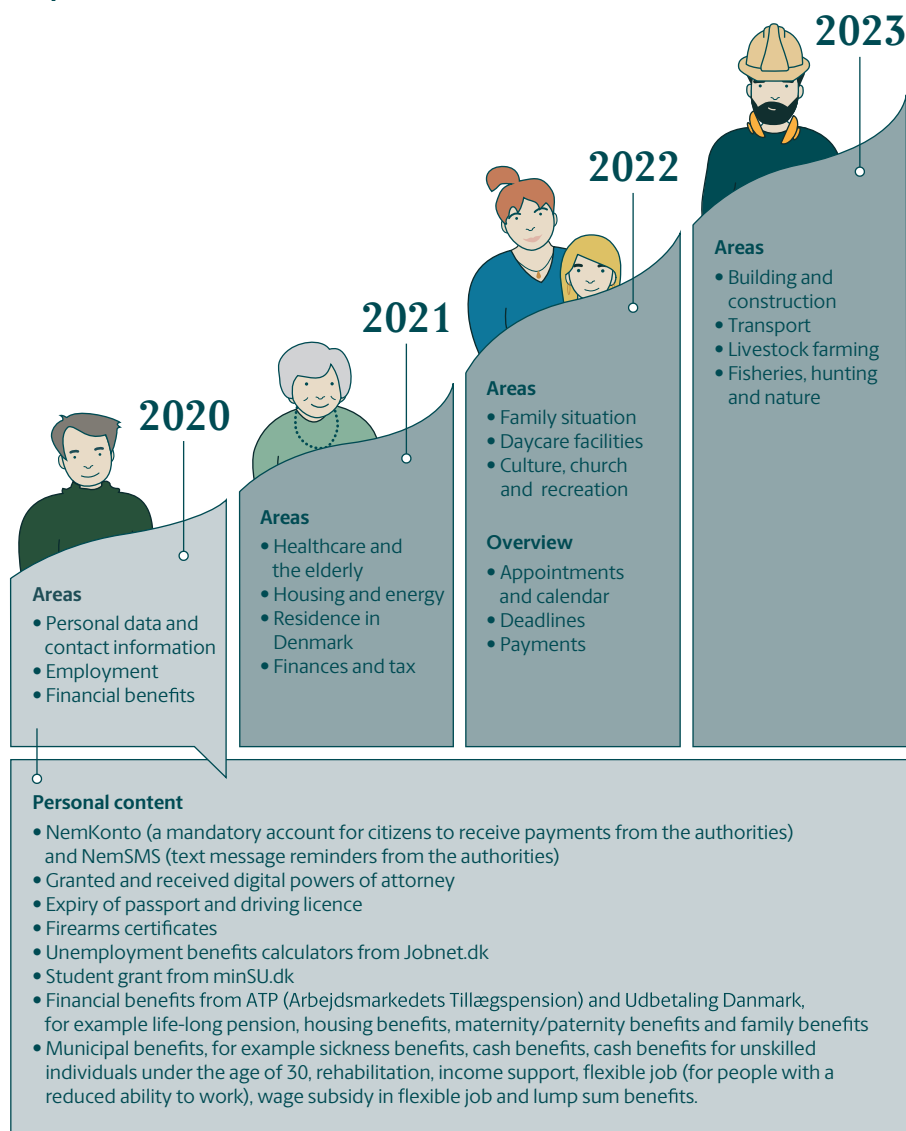 2020
Areas
• Personal data and
contact information
• Employment
• Financial benefits
2021
Areas
• Healthcare and
the elderly
• Housing and energy
• Residence in
Denmark
• Finances and tax
2022
Areas
• Family situation
• Daycare facilities
• Culture, church
and recreation
Overview
• Appointments
and calendar
• Deadlines
• Payments
2023
Areas
• Building and
construction
• Transport
• Livestock farming
• Fisheries, hunting
and nature
Personal content
• NemKonto (a mandatory account for citizens to receive payments from the authorities)
and NemSMS (text message reminders from the authorities)
• Granted and received digital powers of attorney
• Expiry of passport and driving licence
• Firearms certificates
• Unemployment benefits calculators from Jobnet.dk
• Student grant from minSU.dk
• Financial benefits from ATP (Arbejdsmarkedets Tillægspension) and Udbetaling Danmark,
for example life-long pension, housing benefits, maternity/paternity benefits and family benefits
• Municipal benefits, for example sickness benefits, cash benefits, cash benefits for unskilled
individuals under the age of 30, rehabilitation, income support, flexible job (for people with a
reduced ability to work), wage subsidy in flexible job and lump sum benefits.